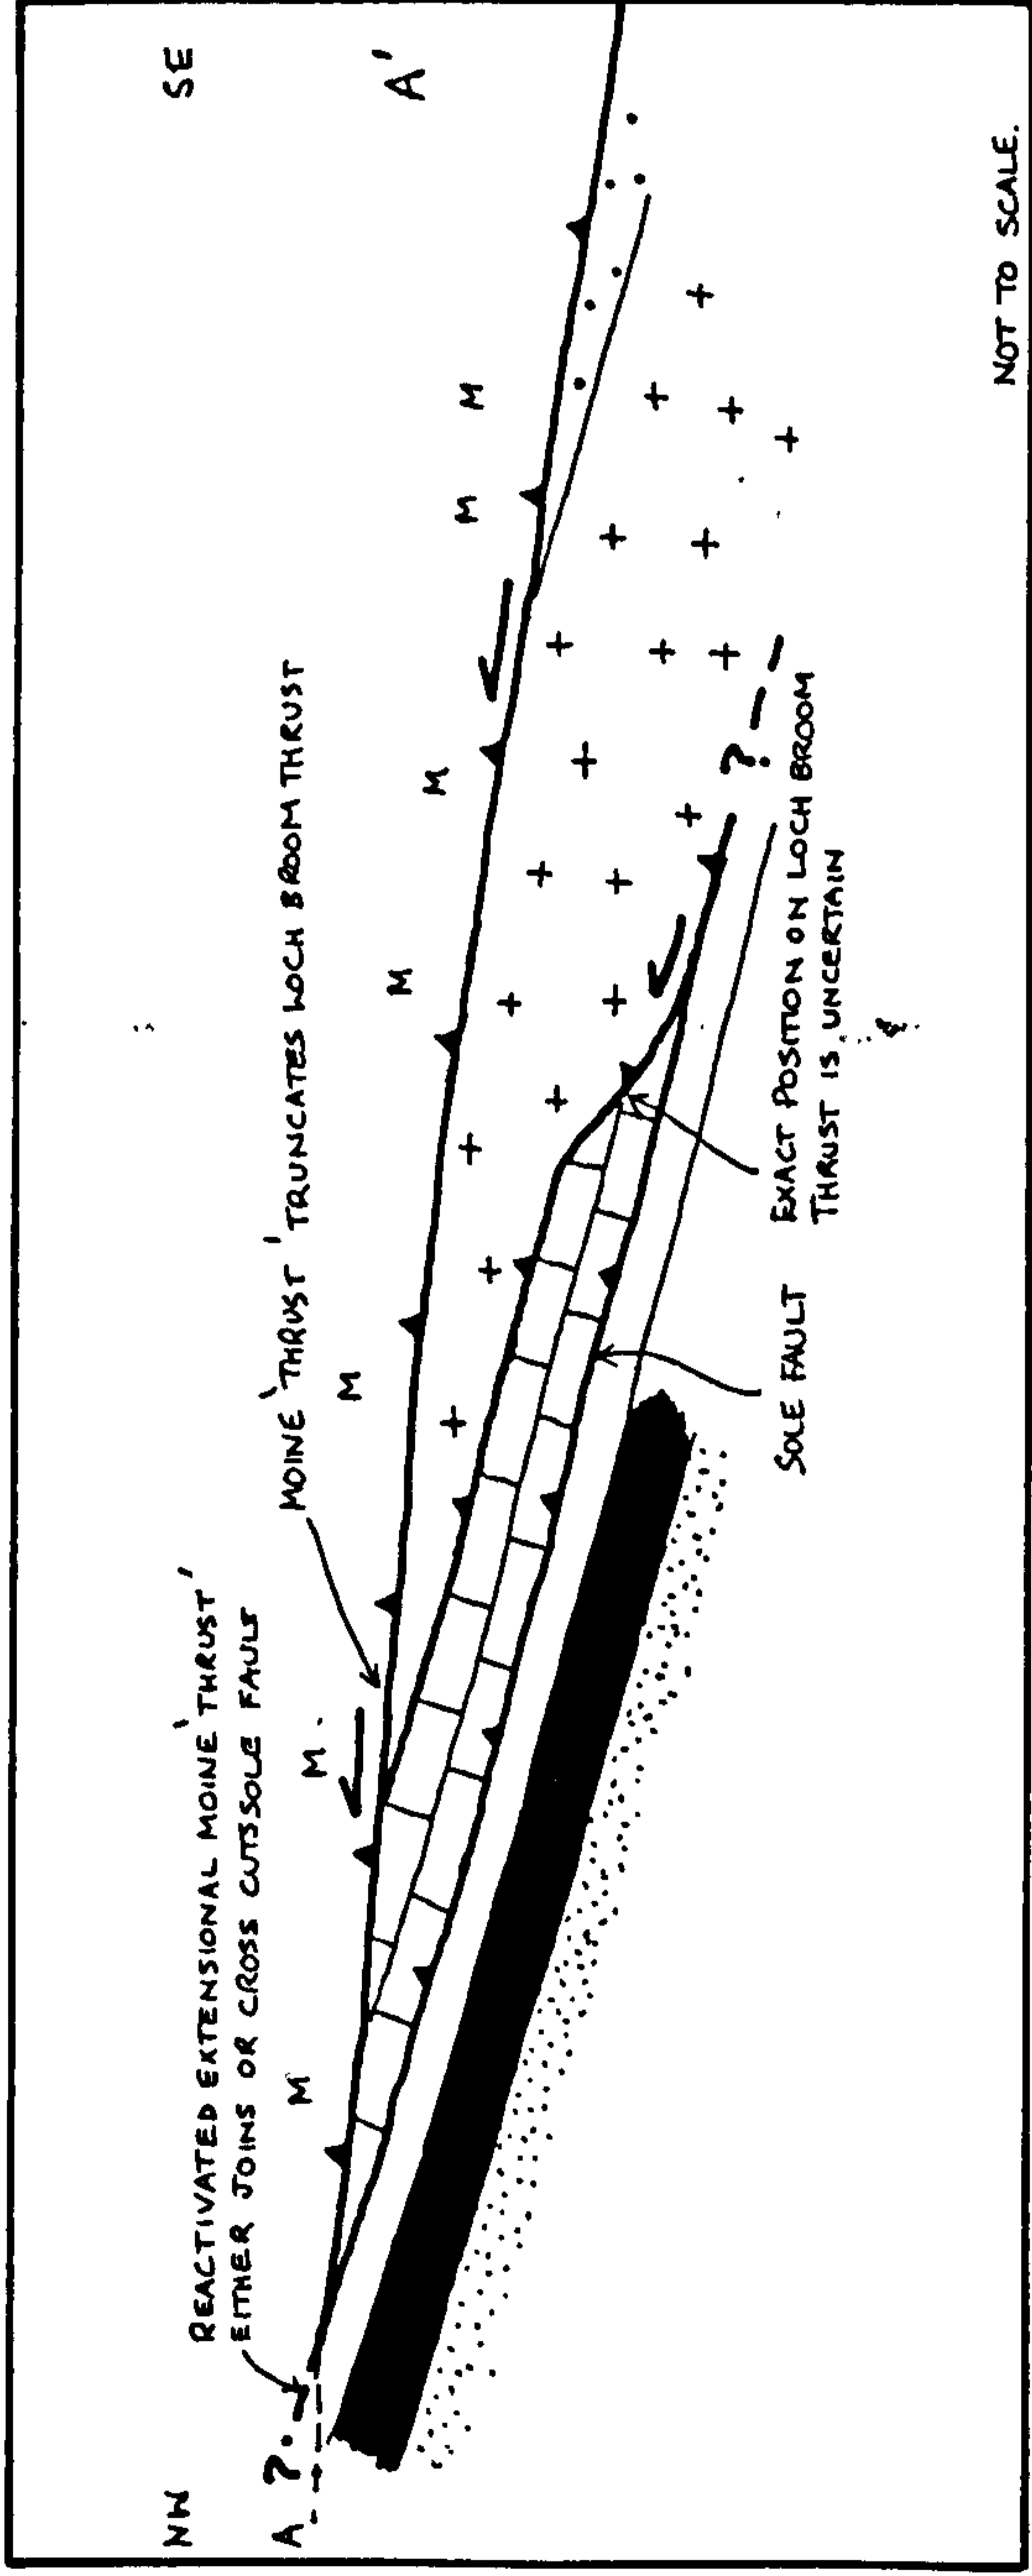 NW
SE
REACTIVATED EXTENSIONAL MOINE 'THRUST'
EITHER JOINS OR CROSS CUTS SOLE FAULT
MOINE 'THRUST' TRUNCATES LOCH BROOM THRUST
A ?
A'
M
M
M
M
M
M
M
?
SOLE FAULT
EXACT POSITION ON LOCH BROOM
THRUST IS UNCERTAIN
NOT TO SCALE.